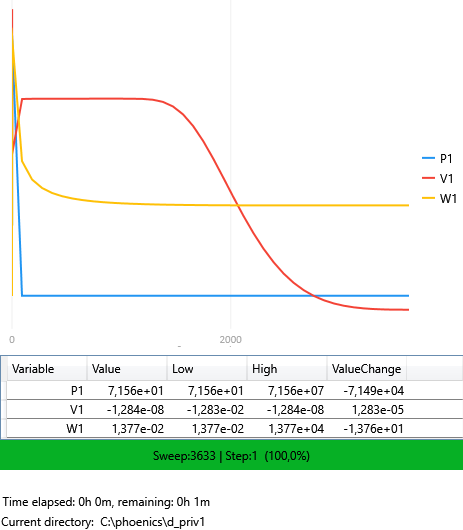 P1
V1
W1
0 2000
Variable Value Low High ValueChange
P1 7,156e+01 7,156e+01 7,156e+07 -7,149e+04
V1 -1,284e-08 -1,283e-02 -1,284e-08 1,283e-05
W1 1,377e-02 1,377e-02 1,377e+04 -1,376e+01
Sweep:3633 | Step:1 (100,0%)
Time elapsed: 0h 0m, remaining: 0h 1m
Current directory: C:\phoenics\d_priv1